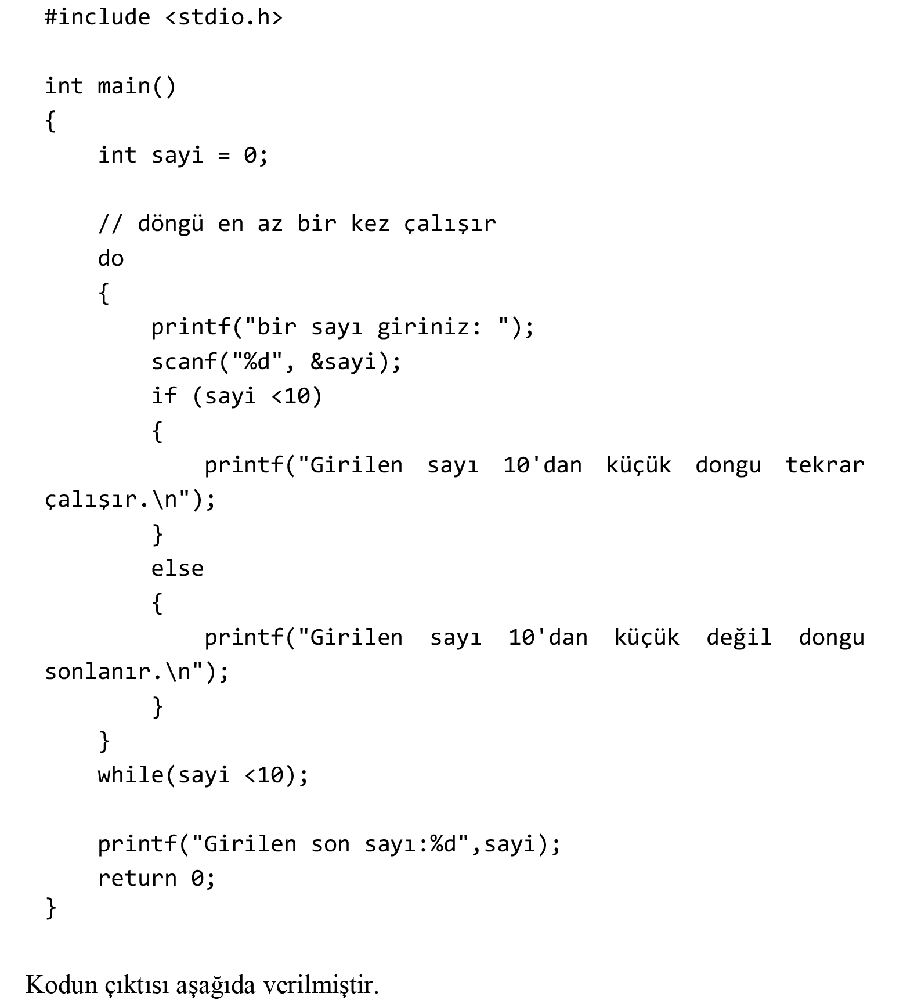 #include <stdio.h>

int main()
{
    int sayi = 0;

    // döngü en az bir kez çalışır
    do
    {
        printf("bir sayı giriniz: ");
        scanf("%d", &sayi);
        if (sayi <10)
        {
            printf("Girilen sayı 10'dan küçük dongu tekrar
çalışır.\n");
        }
        else
        {
            printf("Girilen sayı 10'dan küçük değil dongu
sonlanır.\n");
        }
    }
    while(sayi <10);

    printf("Girilen son sayı:%d",sayi);
    return 0;
}

Kodun çıktısı aşağıda verilmiştir.